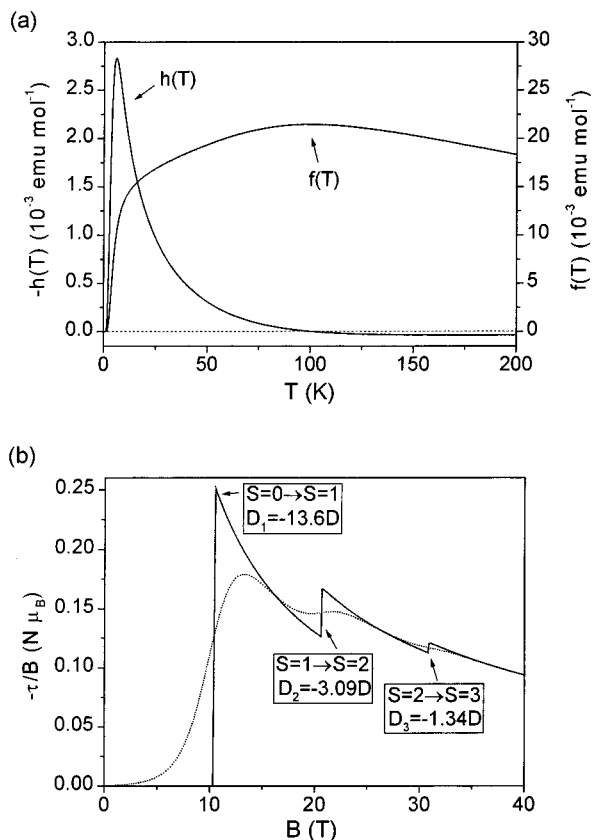 (a)
3.0
2.5
2.0
1.5
1.0
0.5
0.0
-h(T) (10⁻³ emu mol⁻¹)
h(T)
f(T)
30
25
20
15
10
5
0
f(T) (10⁻³ emu mol⁻¹)
0 50 100 150 200
T (K)
(b)
0.25
0.20
0.15
0.10
0.05
0.00
-τ/B (N μ_B)
S=0→S=1
D₁=-13.6D
S=1→S=2
D₂=-3.09D
S=2→S=3
D₃=-1.34D
0 10 20 30 40
B (T)